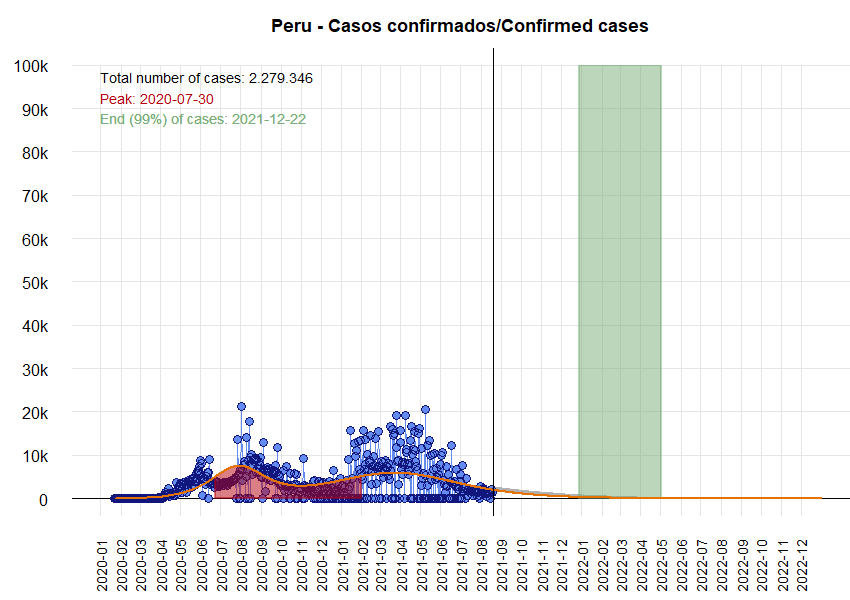 Peru - Casos confirmados/Confirmed cases
100k
90k
80k
70k
60k
50k
40k
30k
20k
10k
0
Total number of cases: 2.279.346
Peak: 2020-07-30
End (99%) of cases: 2021-12-22
2020-01
2020-02
2020-03
2020-04
2020-05
2020-06
2020-07
2020-08
2020-09
2020-10
2020-11
2020-12
2021-01
2021-02
2021-03
2021-04
2021-05
2021-06
2021-07
2021-08
2021-09
2021-10
2021-11
2021-12
2022-01
2022-02
2022-03
2022-04
2022-05
2022-06
2022-07
2022-08
2022-09
2022-10
2022-11
2022-12